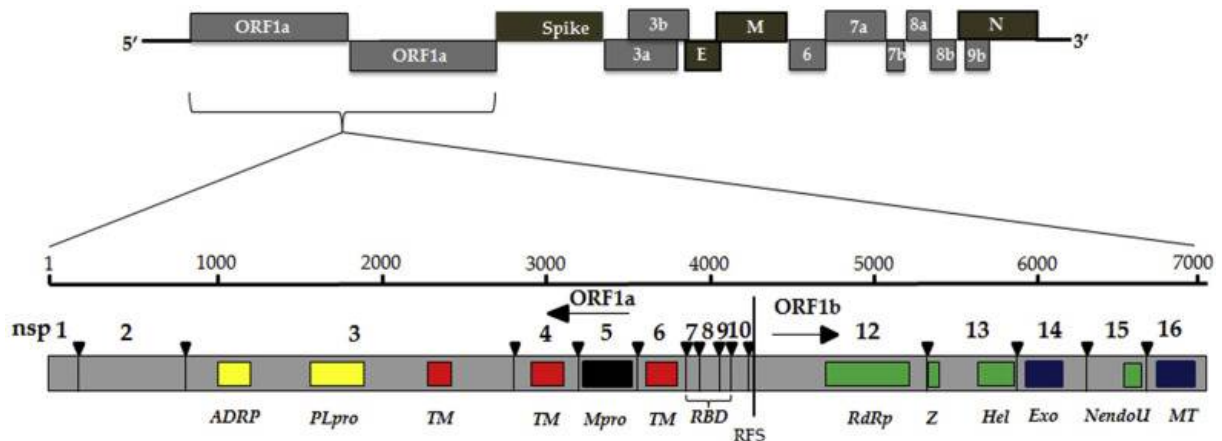 ORF1a Spike 3b M 7a 8a N
5′ 3′
ORF1a 3a E 6 7b 8b 9b
1 1000 2000 3000 4000 5000 6000 7000
ORF1a ORF1b
nsp 1 2 3 4 5 6 7 8 9 10 12 13 14 15 16
ADRP PLpro TM TM Mpro TM RBD RdRp Z Hel Exo NendoU MT
RFS